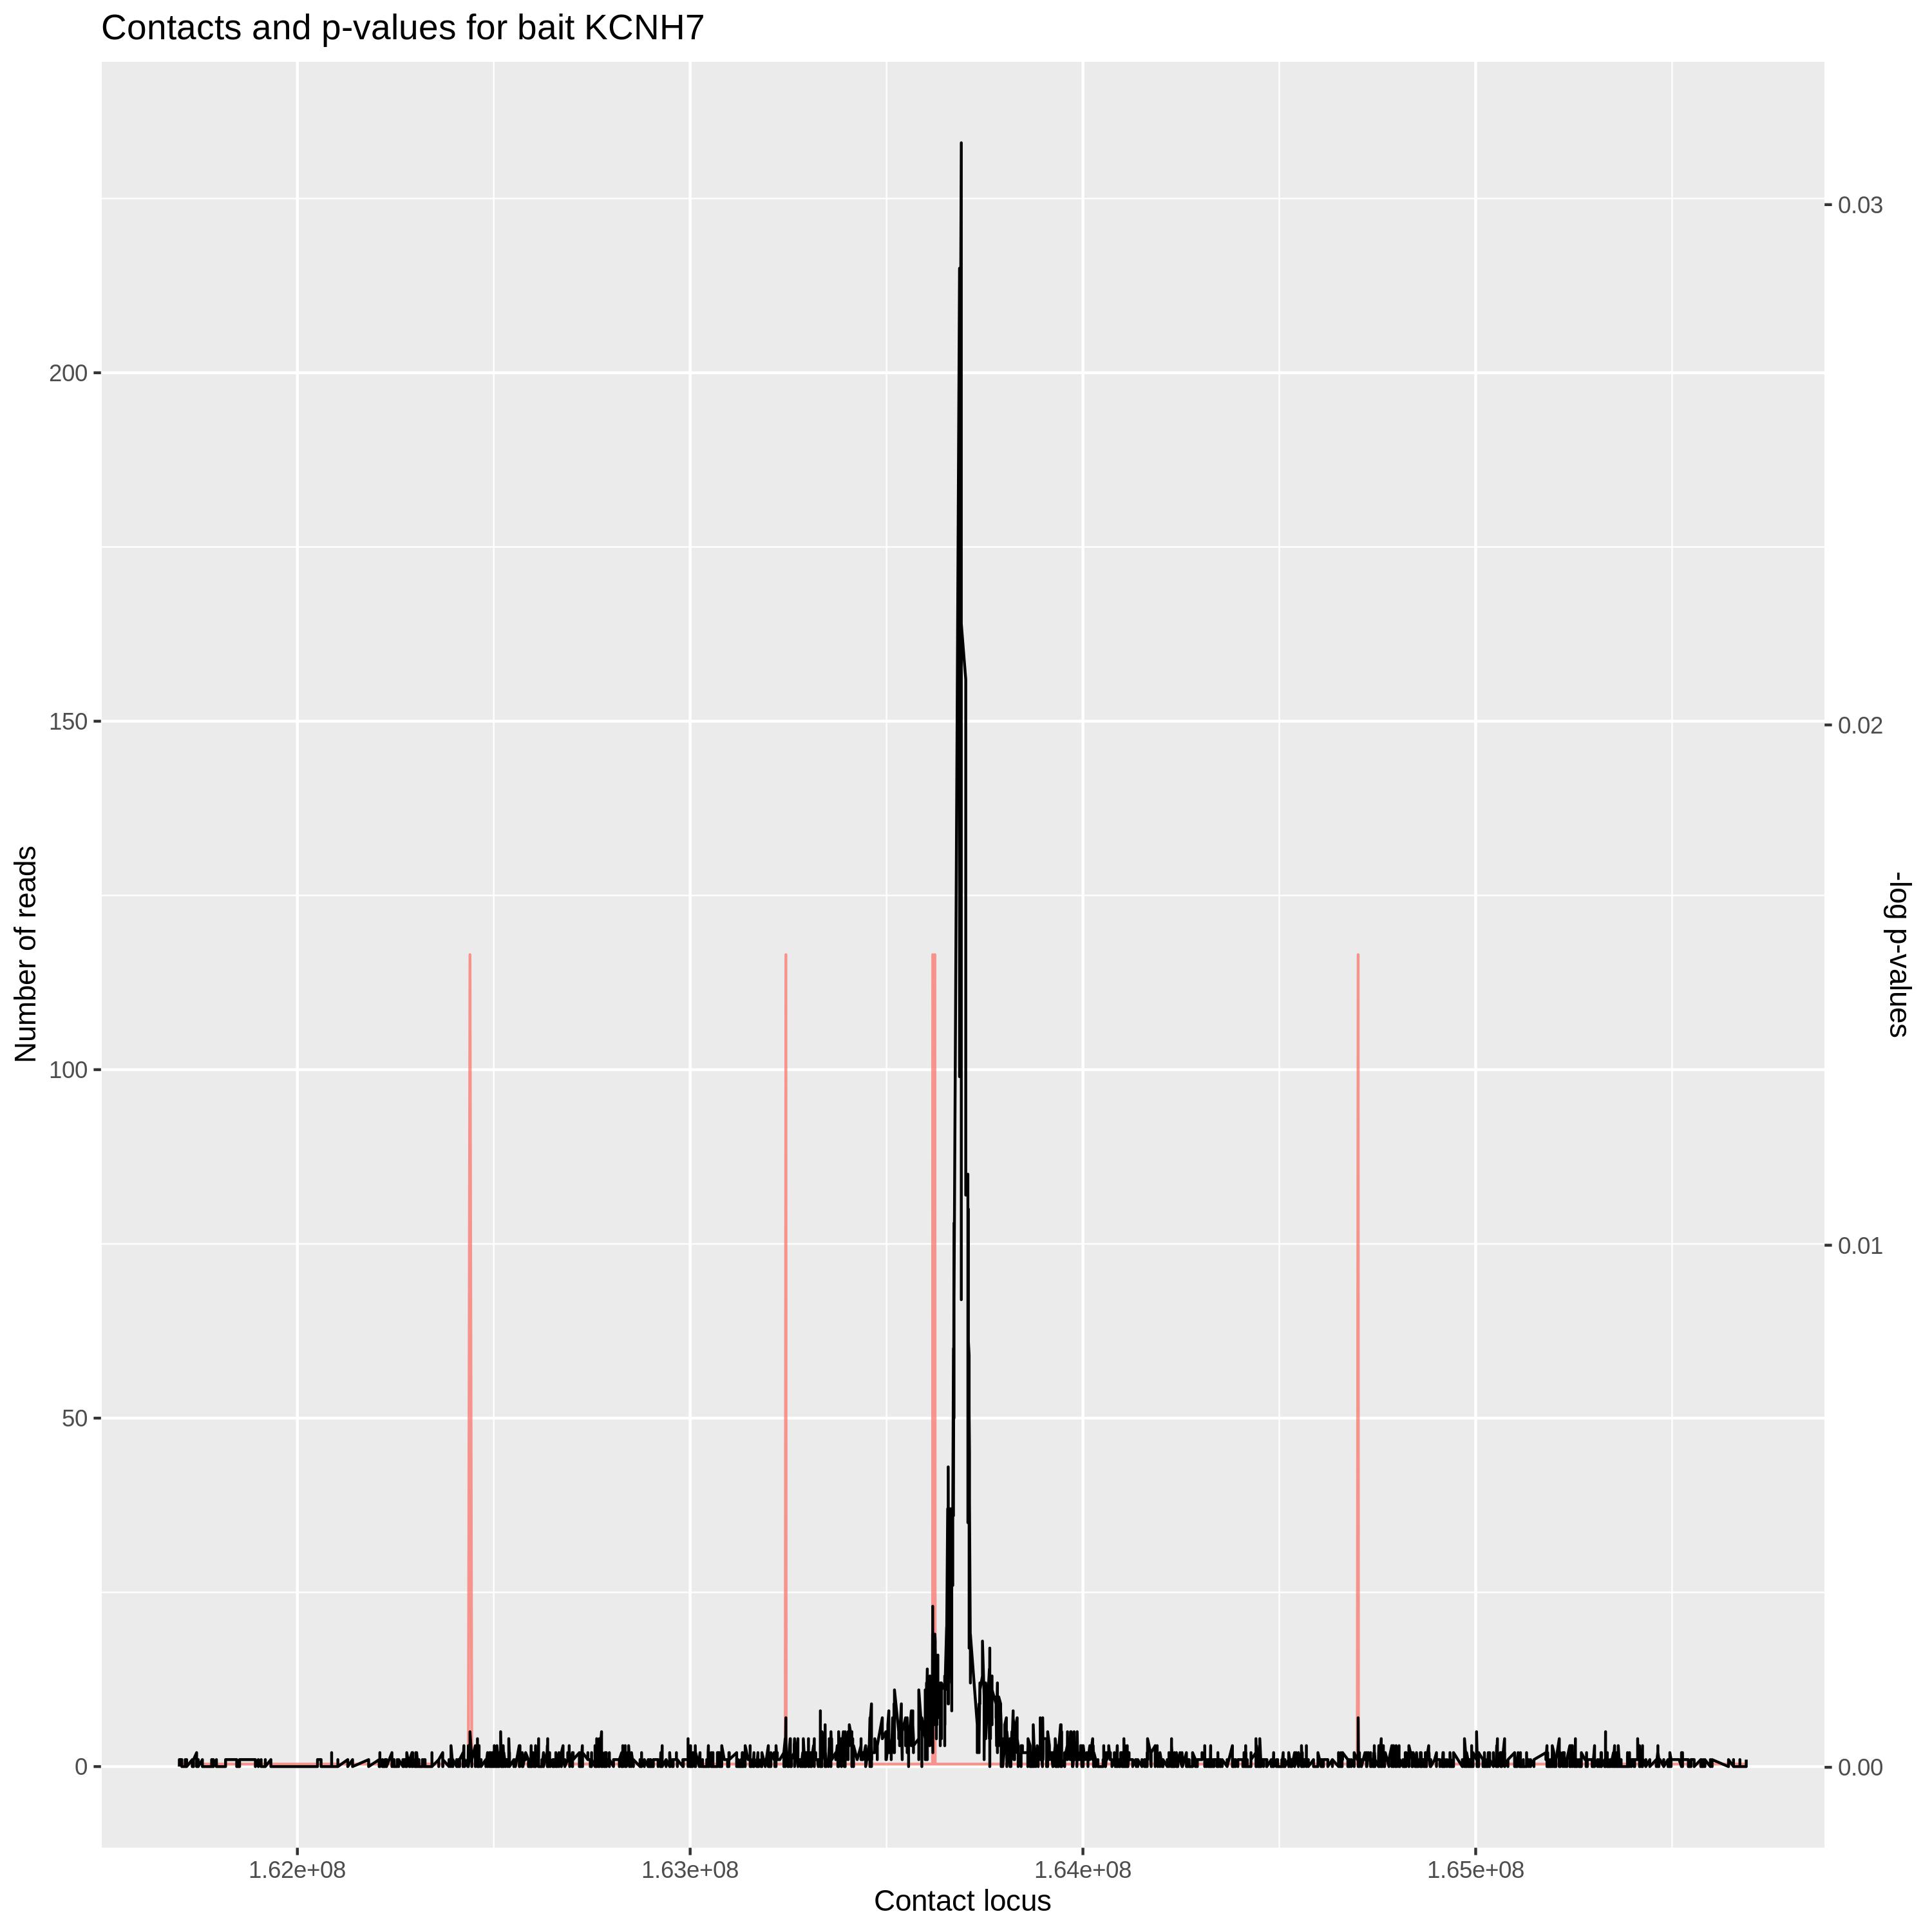 Contacts and p-values for bait KCNH7
Number of reads
200
150
100
50
0
0.03
0.02
0.01
0.00
-log p-values
1.62e+08
1.63e+08
1.64e+08
1.65e+08
Contact locus